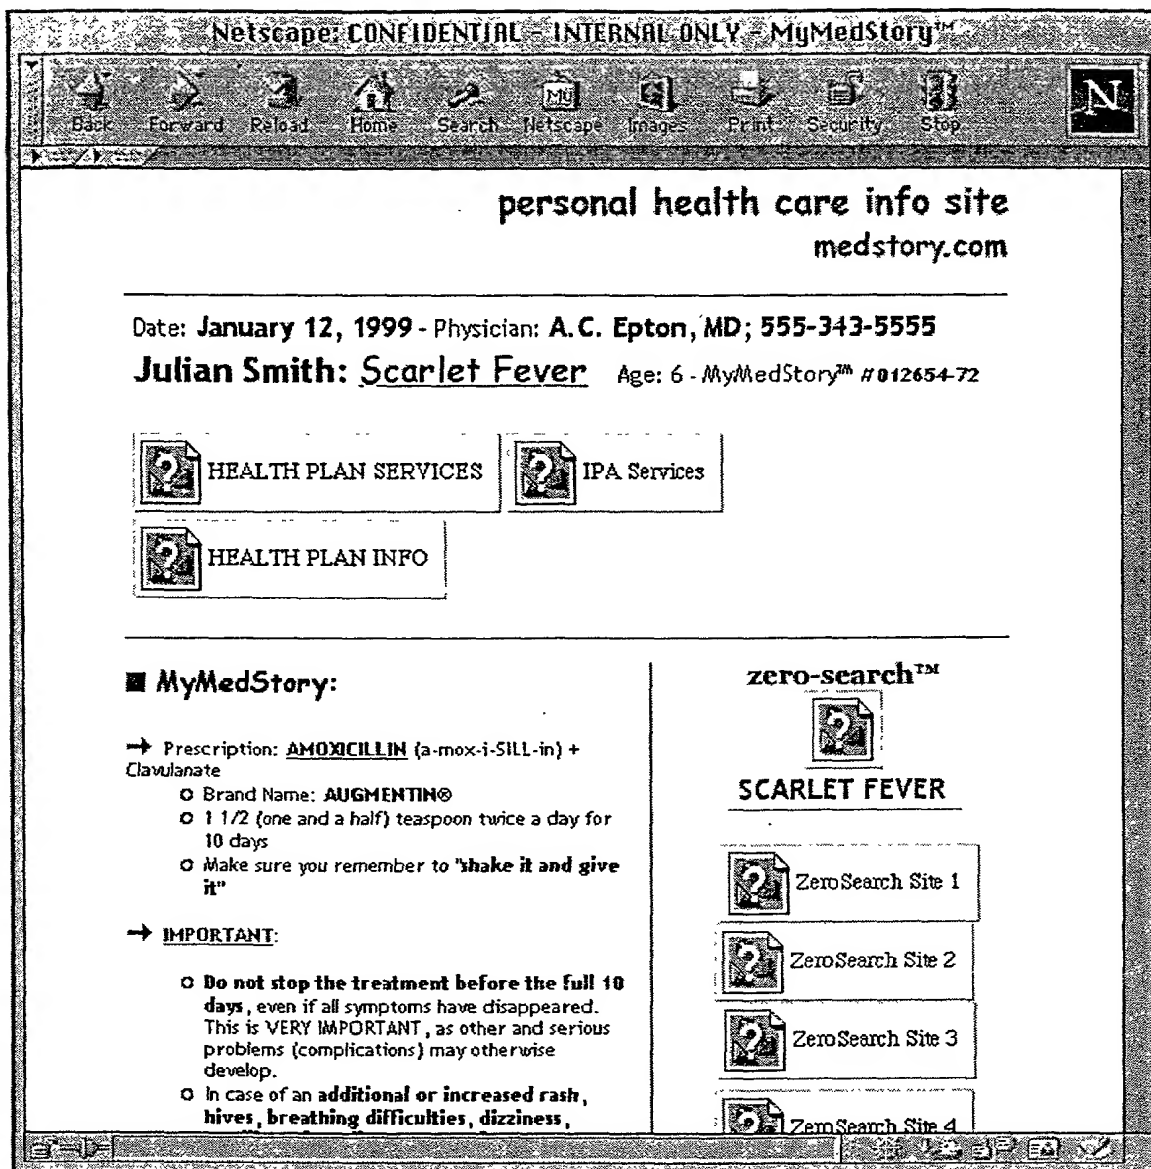 Netscape: CONFIDENTIAL - INTERNAL ONLY - MyMedStory™
Back Forward Reload Home Search Netscape Images Print Security Stop
My
N
personal health care info site
medstory.com
Date: January 12, 1999 - Physician: A.C. Epton, MD; 555-343-5555
Julian Smith: Scarlet Fever Age: 6 - MyMedStory™ #012654-72
HEALTH PLAN SERVICES
IPA Services
HEALTH PLAN INFO
■ MyMedStory:
→ Prescription: AMOXICILLIN (a-mox-i-SILL-in) +
Clavulanate
o Brand Name: AUGMENTIN®
o 1 1/2 (one and a half) teaspoon twice a day for
10 days
o Make sure you remember to "shake it and give
it"
→ IMPORTANT:
o Do not stop the treatment before the full 10
days, even if all symptoms have disappeared.
This is VERY IMPORTANT, as other and serious
problems (complications) may otherwise
develop.
o In case of an additional or increased rash,
hives, breathing difficulties, dizziness,
zero-search™
SCARLET FEVER
ZeroSearch Site 1
ZeroSearch Site 2
ZeroSearch Site 3
ZeroSearch Site 4